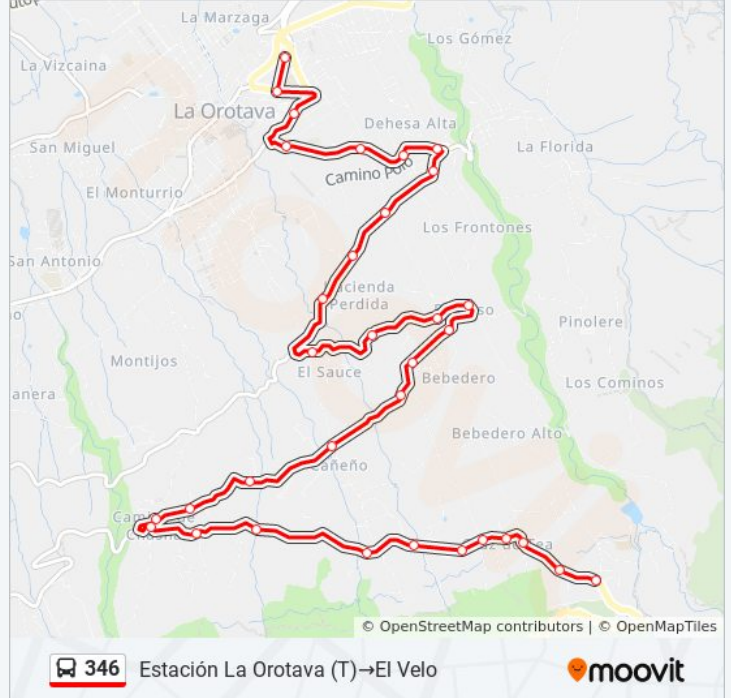 La Marzaga
Los Gómez
La Vizcaina
La Orotava
Dehesa Alta
San Miguel
La Florida
Camino Polo
El Monturrio
Los Frontones
San Antonio
Perdida
Pinolere
Montijos
El Sauce
Bebedero
Los Cominos
Bebedero Alto
© OpenStreetMap contributors | © OpenMapTiles
346 Estación La Orotava (T)→El Velo
moovit